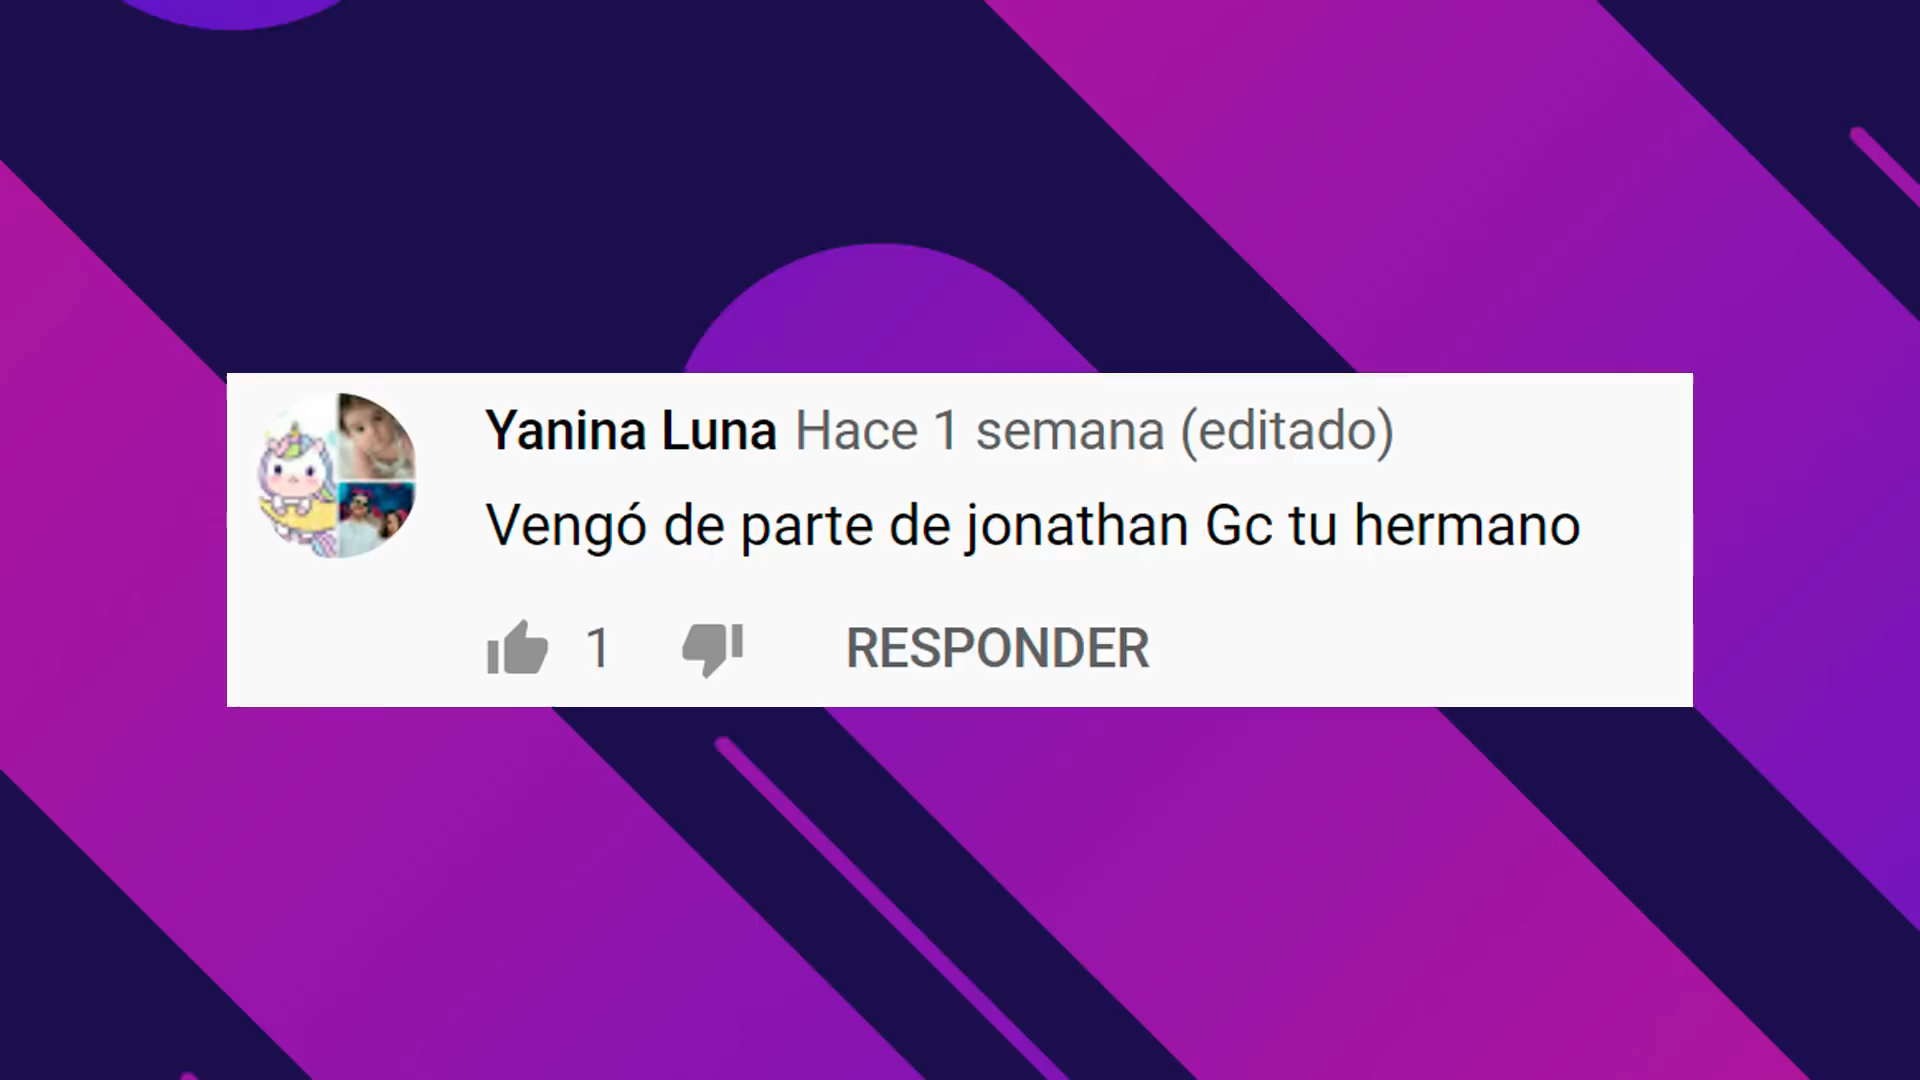 Yanina Luna Hace 1 semana (editado)
Vengó de parte de jonathan Gc tu hermano
1 RESPONDER